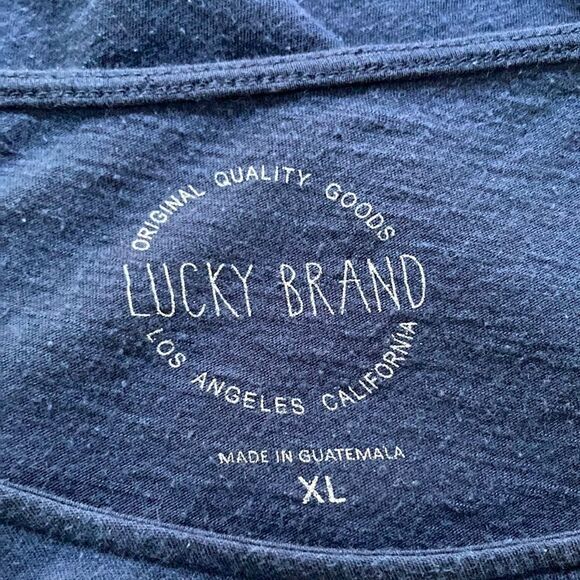 ORIGINAL QUALITY GOODS
LUCKY BRAND
LOS ANGELES CALIFORNIA
MADE IN GUATEMALA
XL